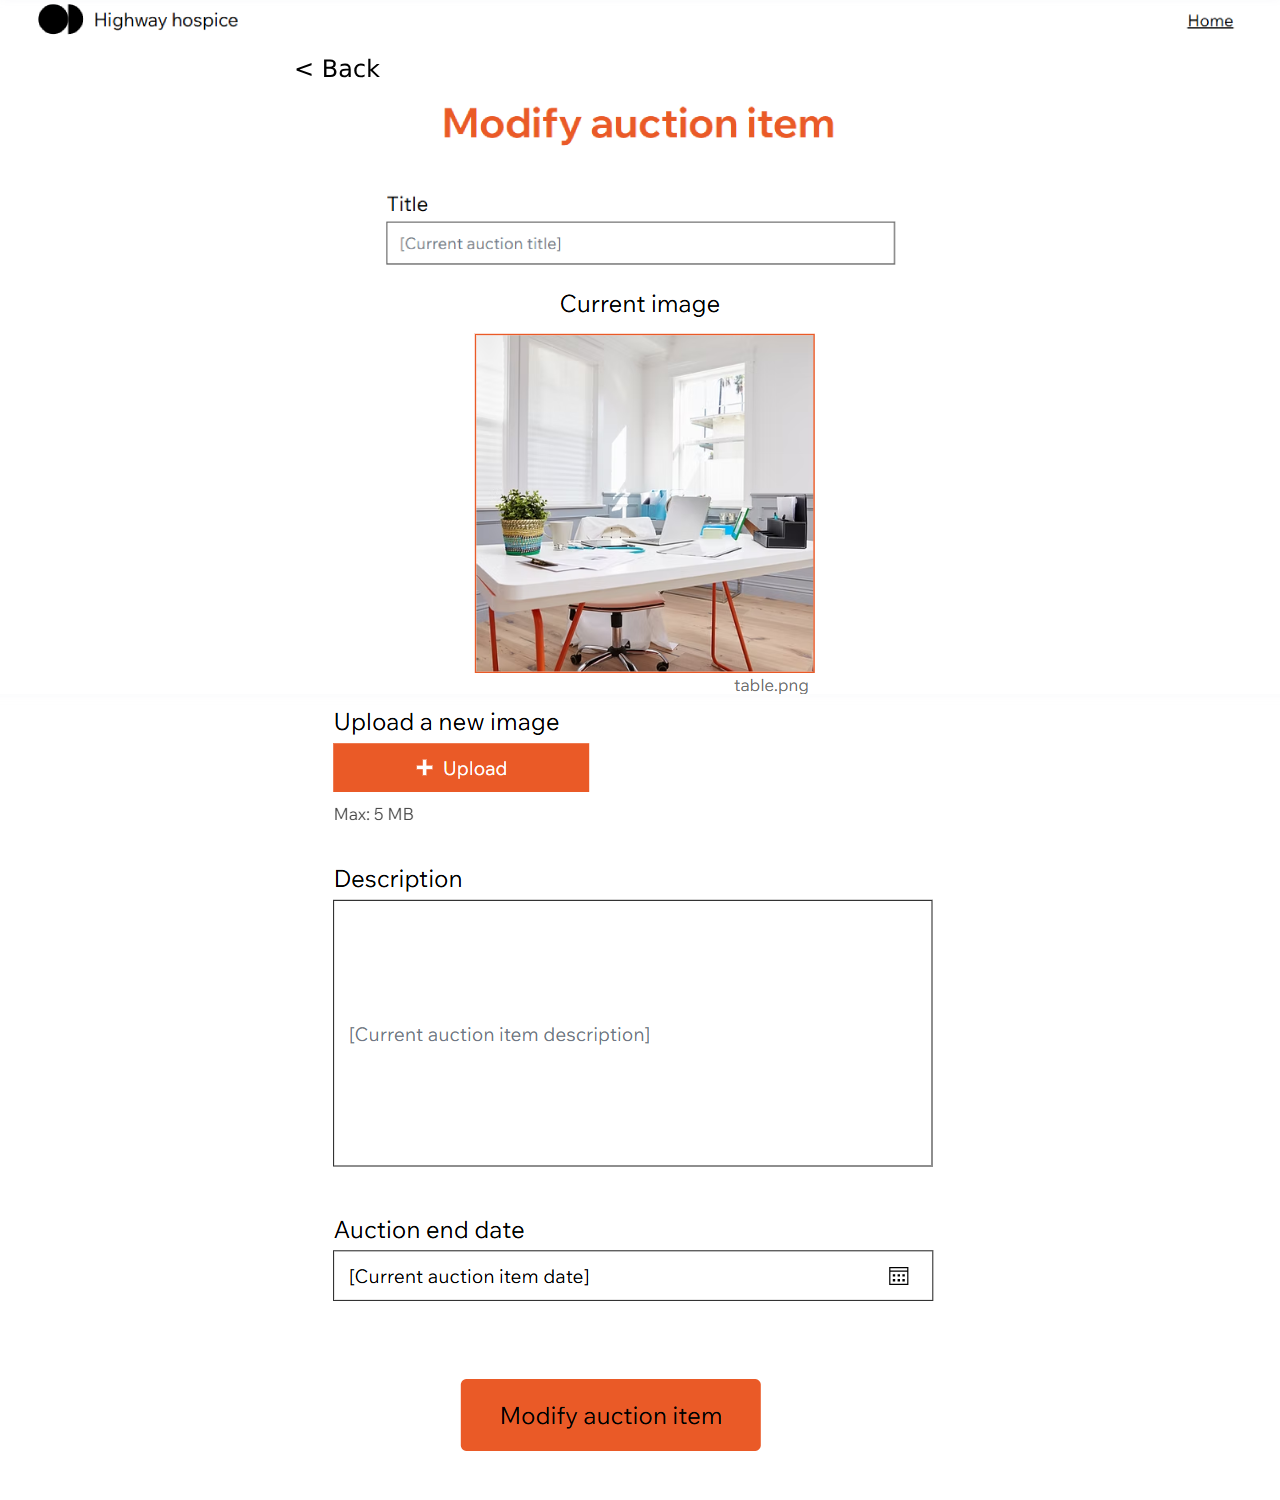 Highway hospice
Home
< Back
Modify auction item
Title
[Current auction title]
Current image
table.png
Upload a new image
+ Upload
Max: 5 MB
Description
[Current auction item description]
Auction end date
[Current auction item date]
Modify auction item